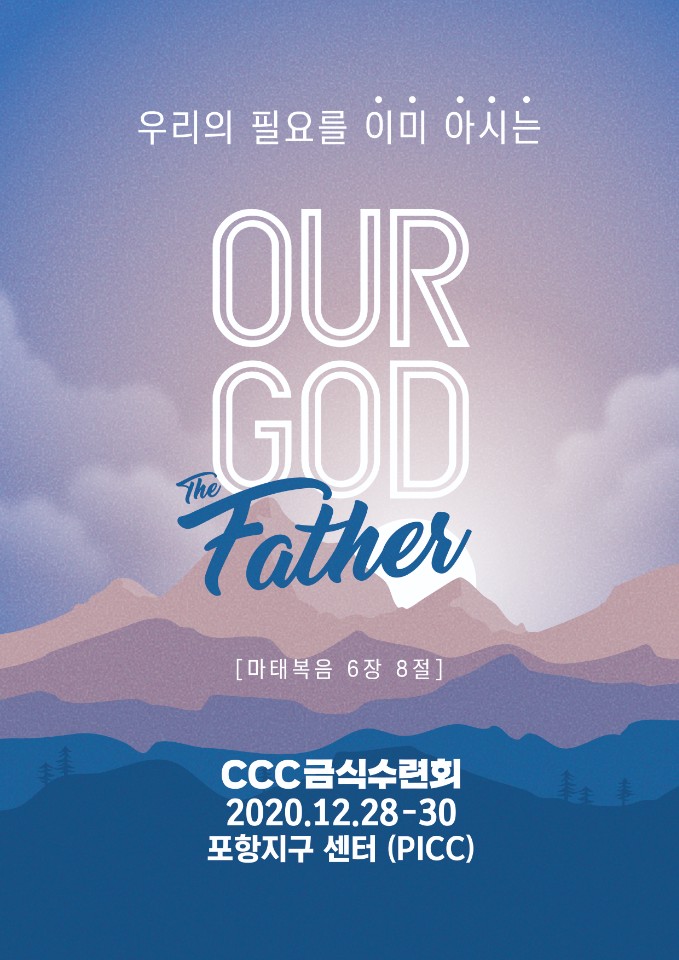 우리의 필요를 이미 아시는
OUR
GOD
The
Father
[마태복음 6장 8절]
CCC금식수련회
2020.12.28-30
포항지구 센터 (PICC)